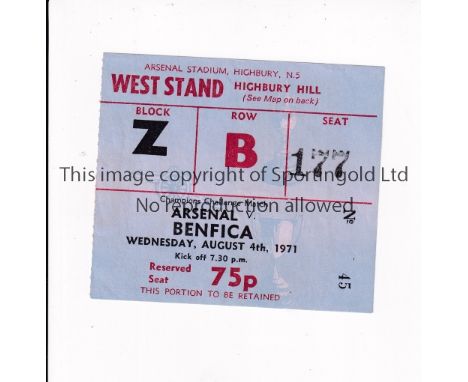 ARSENAL STADIUM, HIGHBURY, N.5
WEST STAND HIGHBURY HILL
(See Map on back)
BLOCK ROW SEAT
Z B 177
This image copyright of Sportingold Ltd
No reproduction allowed
Champions Challenge Match
ARSENAL V.
BENFICA
WEDNESDAY, AUGUST 4th, 1971
Kick off 7.30 p.m.
Reserved
Seat 75p
THIS PORTION TO BE RETAINED
45